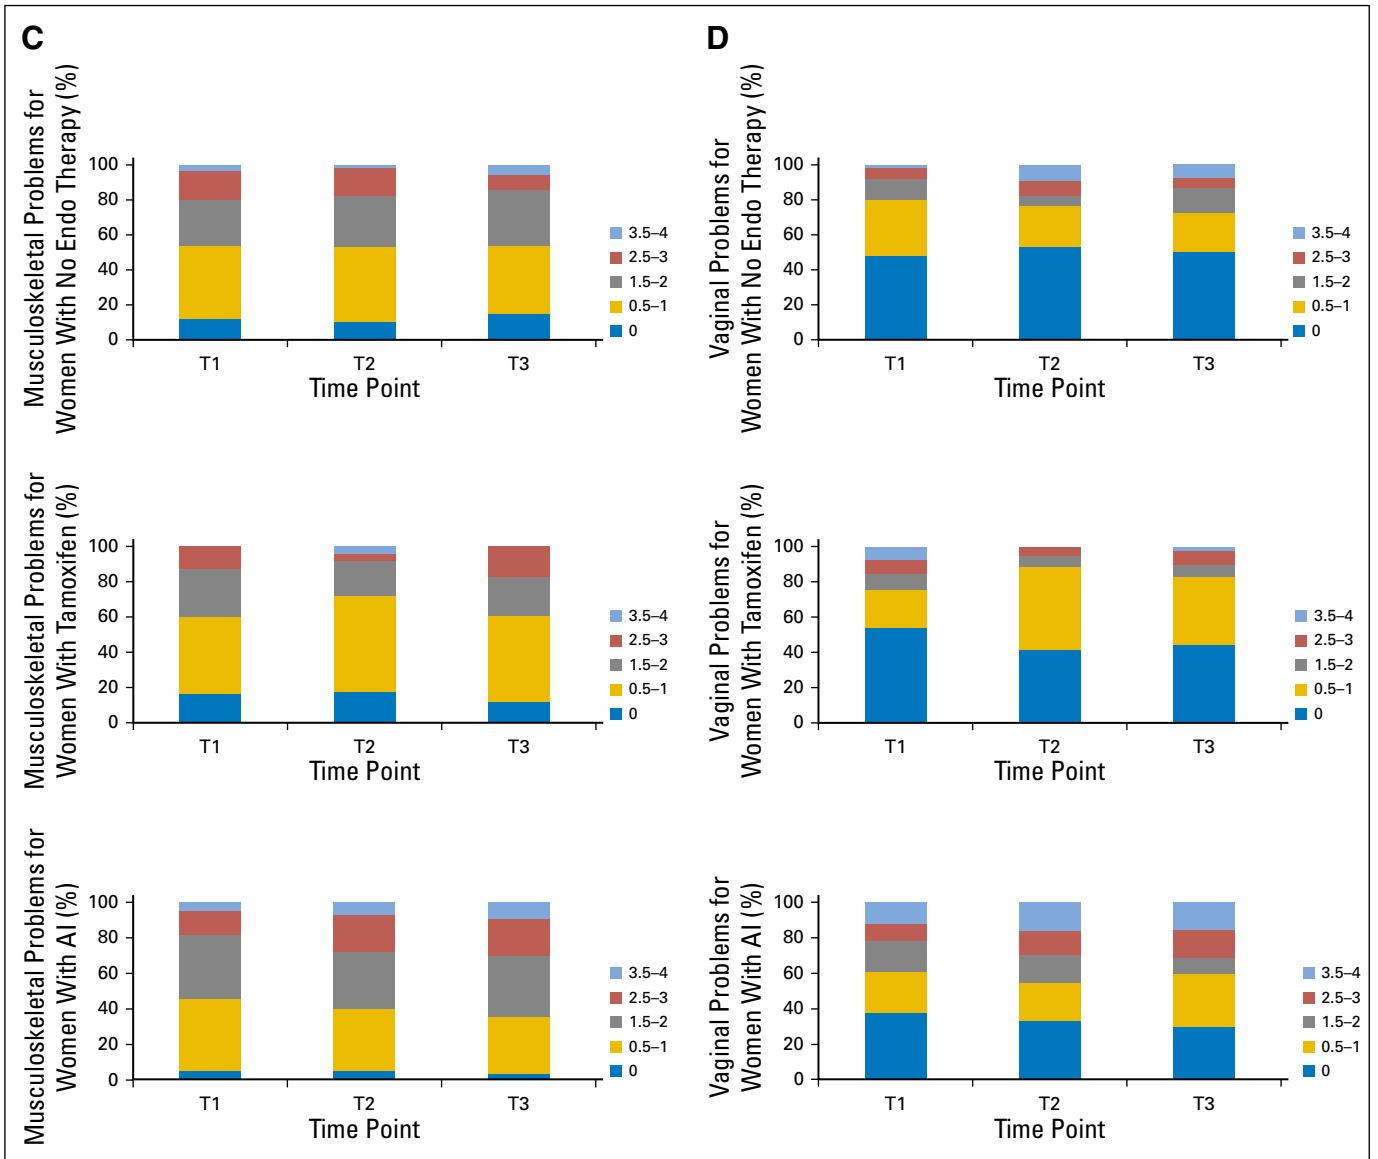 C
Musculoskeletal Problems for
Women With No Endo Therapy (%)
100
80
60
40
20
0
T1
T2
T3
Time Point
3.5–4
2.5–3
1.5–2
0.5–1
0
D
Vaginal Problems for
Women With No Endo Therapy (%)
100
80
60
40
20
0
T1
T2
T3
Time Point
3.5–4
2.5–3
1.5–2
0.5–1
0
Musculoskeletal Problems for
Women With Tamoxifen (%)
100
80
60
40
20
0
T1
T2
T3
Time Point
3.5–4
2.5–3
1.5–2
0.5–1
0
Vaginal Problems for
Women With Tamoxifen (%)
100
80
60
40
20
0
T1
T2
T3
Time Point
3.5–4
2.5–3
1.5–2
0.5–1
0
Musculoskeletal Problems for
Women With AI (%)
100
80
60
40
20
0
T1
T2
T3
Time Point
3.5–4
2.5–3
1.5–2
0.5–1
0
Vaginal Problems for
Women With AI (%)
100
80
60
40
20
0
T1
T2
T3
Time Point
3.5–4
2.5–3
1.5–2
0.5–1
0